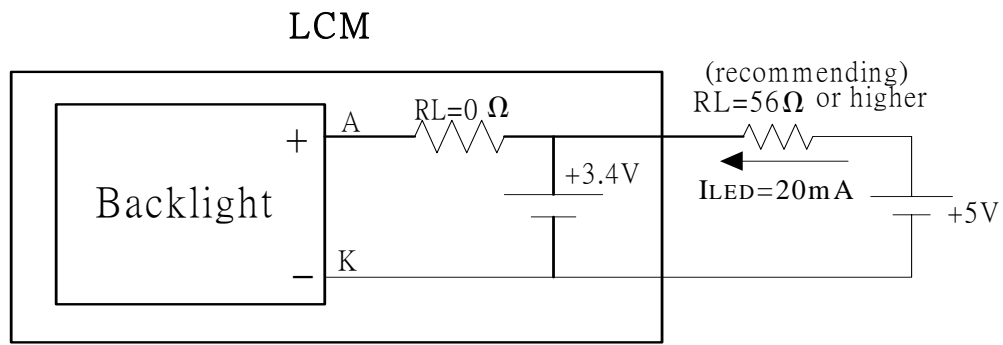 LCM
(recommending)
RL=56Ω or higher
A
RL=0 Ω
+
+3.4V
ILED=20mA
Backlight
+5V
K
−